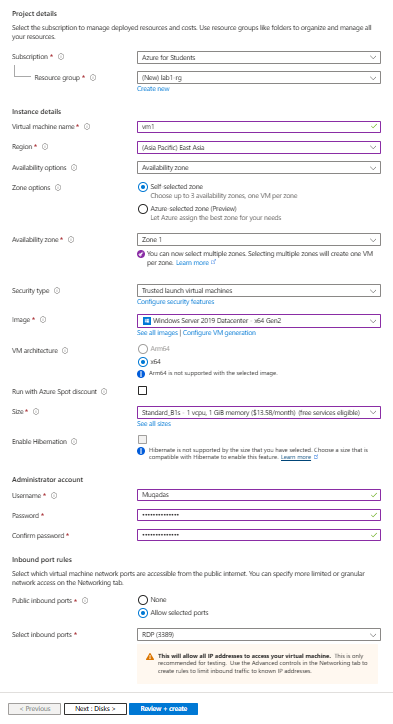 Project details
Select the subscription to manage deployed resources and costs. Use resource groups like folders to organize and manage all
your resources.
Subscription *
Azure for Students
Resource group *
(New) lab1-rg
Create new
Instance details
Virtual machine name *
vm1
Region *
(Asia Pacific) East Asia
Availability options
Availability zone
Zone options
Self-selected zone
Choose up to 3 availability zones, one VM per zone
Azure-selected zone (Preview)
Let Azure assign the best zone for your needs
Availability zone *
Zone 1
You can now select multiple zones. Selecting multiple zones will create one VM
per zone. Learn more
Security type
Trusted launch virtual machines
Configure security features
Image *
Windows Server 2019 Datacenter - x64 Gen2
See all images | Configure VM generation
VM architecture
Arm64
x64
Arm64 is not supported with the selected image.
Run with Azure Spot discount
Size *
Standard_B1s - 1 vcpu, 1 GiB memory ($13.58/month) (free services eligible)
See all sizes
Enable Hibernation
Hibernate is not supported by the size that you have selected. Choose a size that is
compatible with Hibernate to enable this feature. Learn more
Administrator account
Username *
Muqadas
Password *
Confirm password *
Inbound port rules
Select which virtual machine network ports are accessible from the public internet. You can specify more limited or granular
network access on the Networking tab.
Public inbound ports *
None
Allow selected ports
Select inbound ports *
RDP (3389)
This will allow all IP addresses to access your virtual machine. This is only
recommended for testing. Use the Advanced controls in the Networking tab to
create rules to limit inbound traffic to known IP addresses.
< Previous
Next : Disks >
Review + create